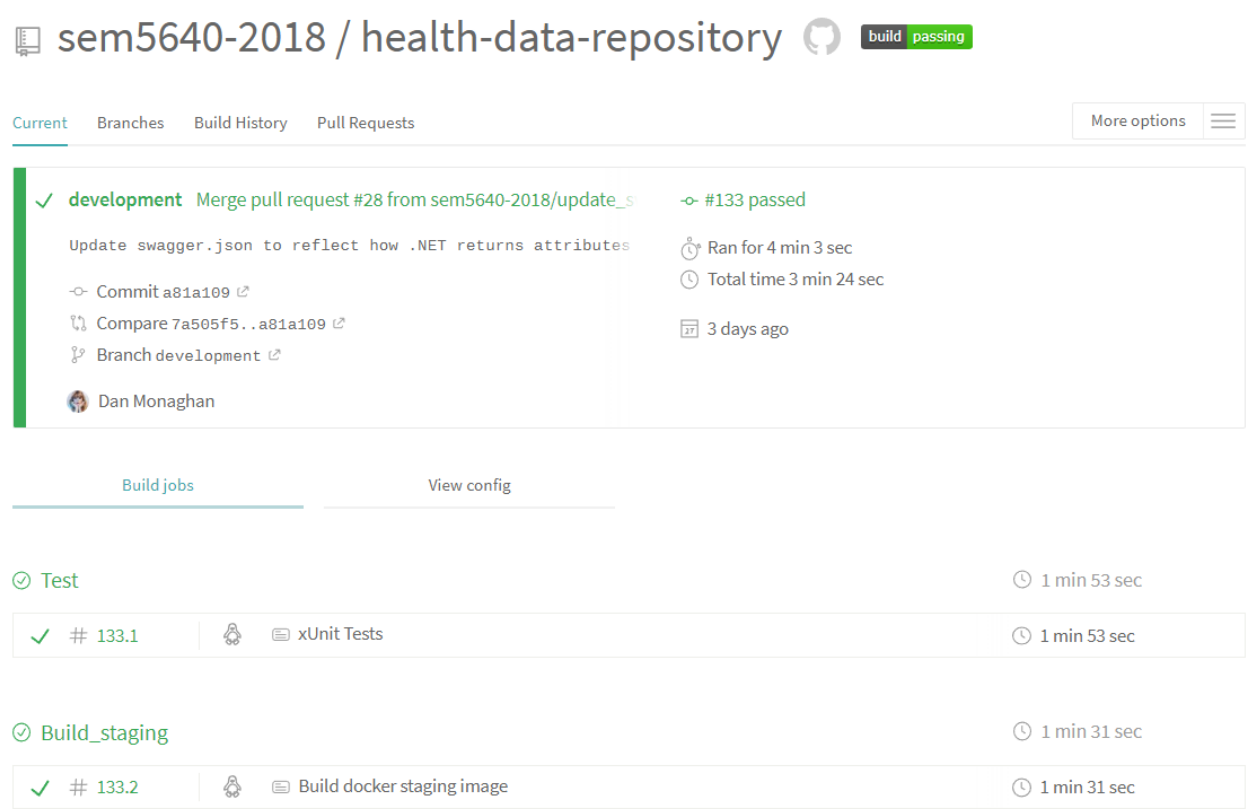 sem5640-2018 / health-data-repository build passing
Current Branches Build History Pull Requests More options
development Merge pull request #28 from sem5640-2018/update_s
#133 passed
Update swagger.json to reflect how .NET returns attributes
Ran for 4 min 3 sec
Commit a81a109
Total time 3 min 24 sec
Compare 7a505f5..a81a109
3 days ago
Branch development
Dan Monaghan
Build jobs View config
Test 1 min 53 sec
# 133.1 xUnit Tests 1 min 53 sec
Build_staging 1 min 31 sec
# 133.2 Build docker staging image 1 min 31 sec